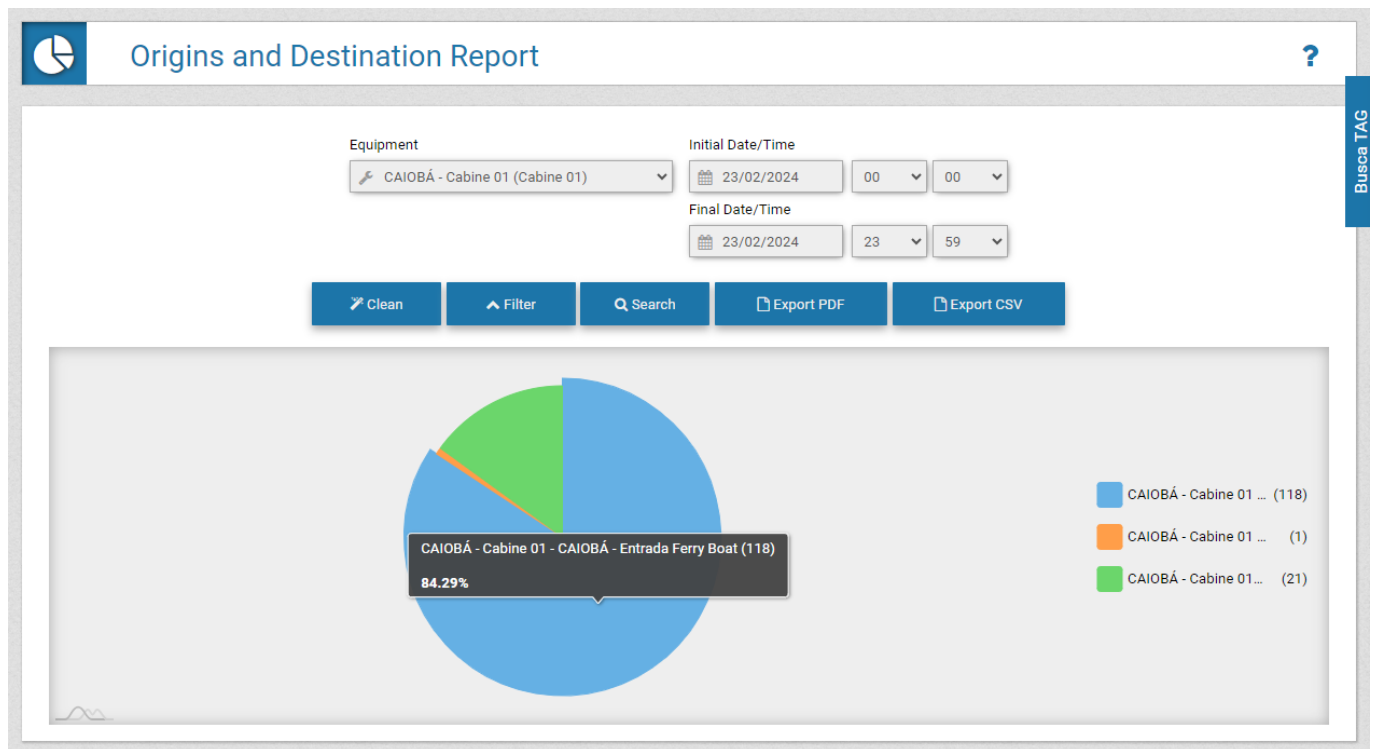 Origins and Destination Report
?
Busca TAG
Equipment
CAIOBÁ - Cabine 01 (Cabine 01)
Initial Date/Time
23/02/2024 00 00
Final Date/Time
23/02/2024 23 59
Clean Filter Search Export PDF Export CSV
CAIOBÁ - Cabine 01 ... (118)
CAIOBÁ - Cabine 01 ... (1)
CAIOBÁ - Cabine 01... (21)
CAIOBÁ - Cabine 01 - CAIOBÁ - Entrada Ferry Boat (118)
84.29%